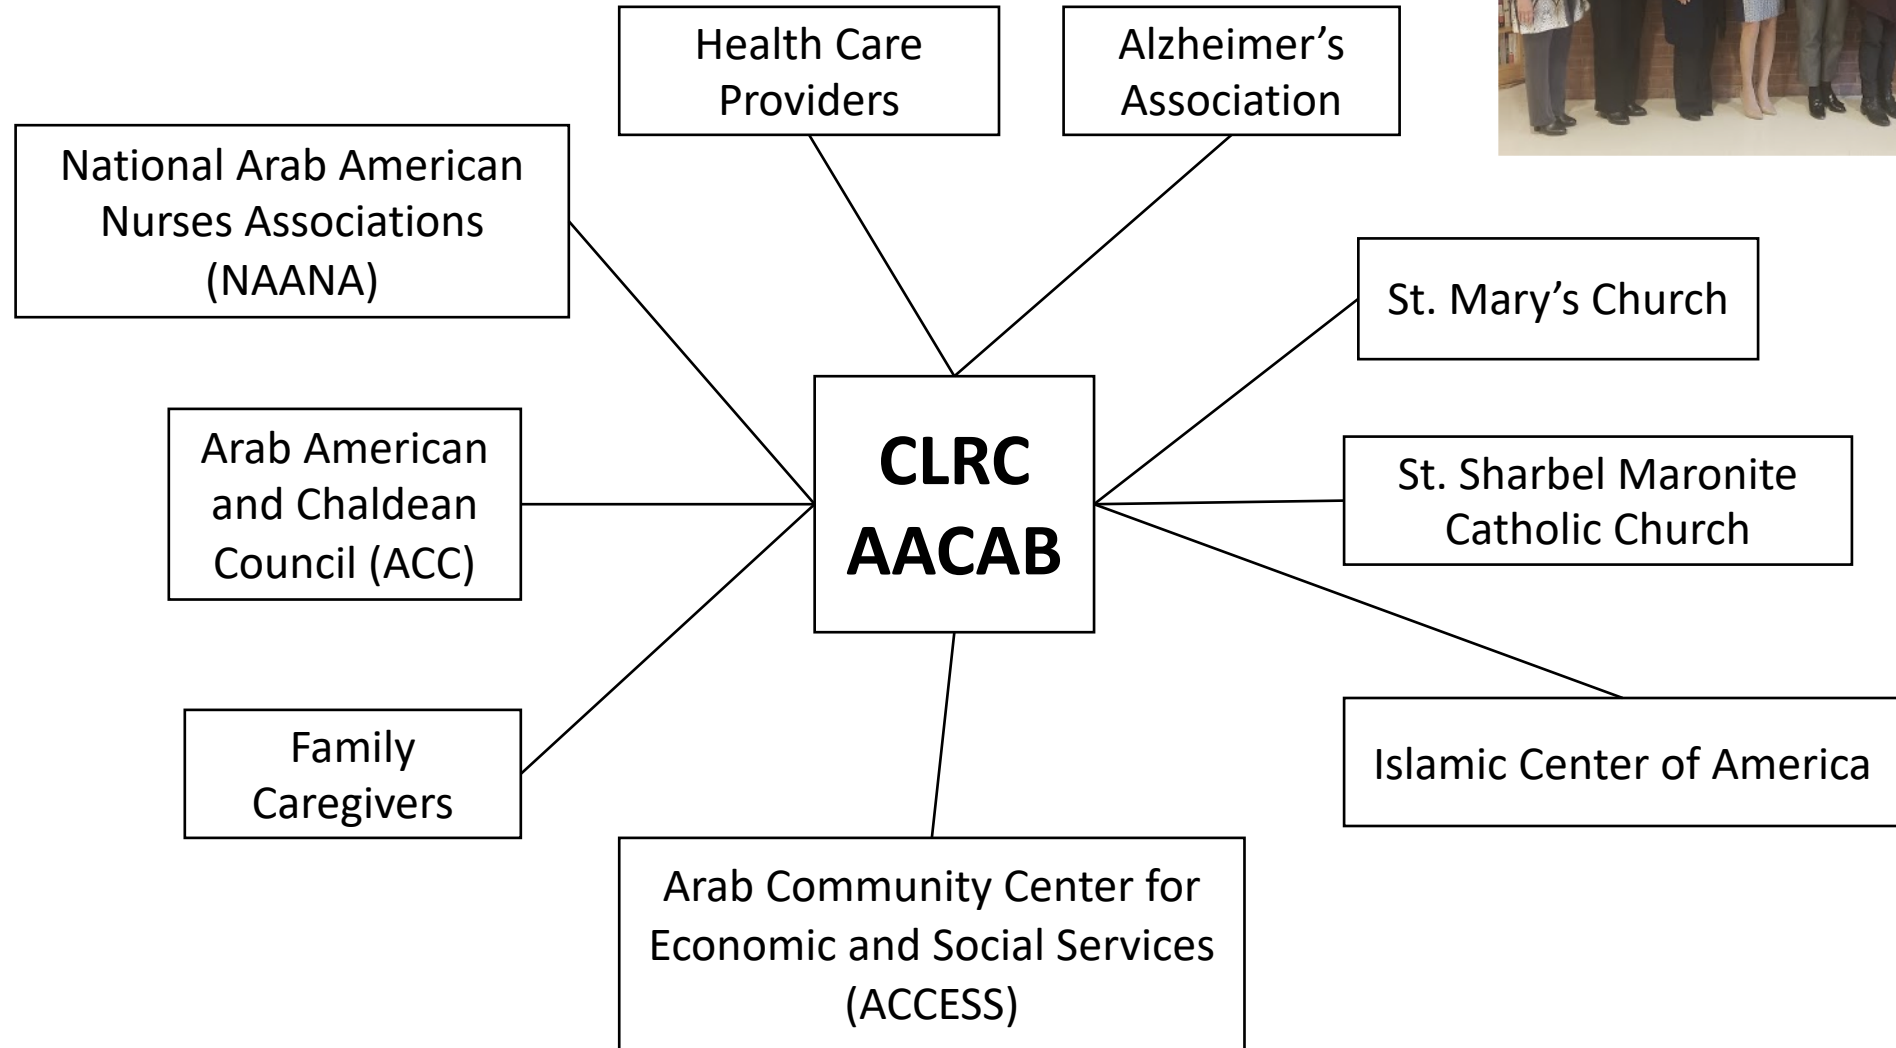 Health Care
Providers
Alzheimer’s
Association
National Arab American
Nurses Associations
(NAANA)
St. Mary’s Church
Arab American
and Chaldean
Council (ACC)
CLRC
AACAB
St. Sharbel Maronite
Catholic Church
Family
Caregivers
Islamic Center of America
Arab Community Center for
Economic and Social Services
(ACCESS)